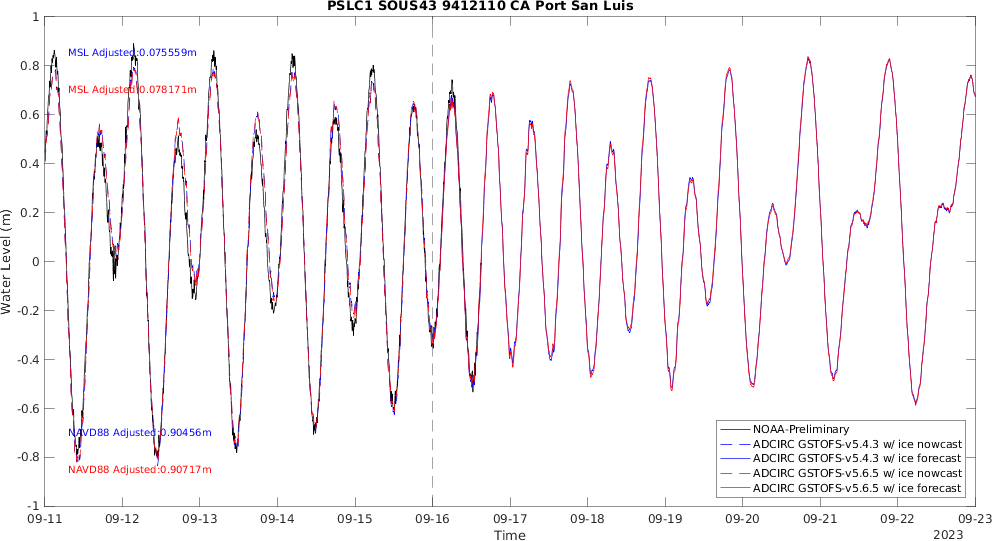 PSLC1 SOUS43 9412110 CA Port San Luis
1
0.8
0.6
0.4
0.2
0
-0.2
-0.4
-0.6
-0.8
-1
Water Level (m)
MSL Adjusted:0.075559m
MSL Adjusted:0.078171m
NAVD88 Adjusted:0.90456m
NAVD88 Adjusted:0.90717m
NOAA-Preliminary
ADCIRC GSTOFS-v5.4.3 w/ ice nowcast
ADCIRC GSTOFS-v5.4.3 w/ ice forecast
ADCIRC GSTOFS-v5.6.5 w/ ice nowcast
ADCIRC GSTOFS-v5.6.5 w/ ice forecast
09-11 09-12 09-13 09-14 09-15 09-16 09-17 09-18 09-19 09-20 09-21 09-22 09-23
Time
2023